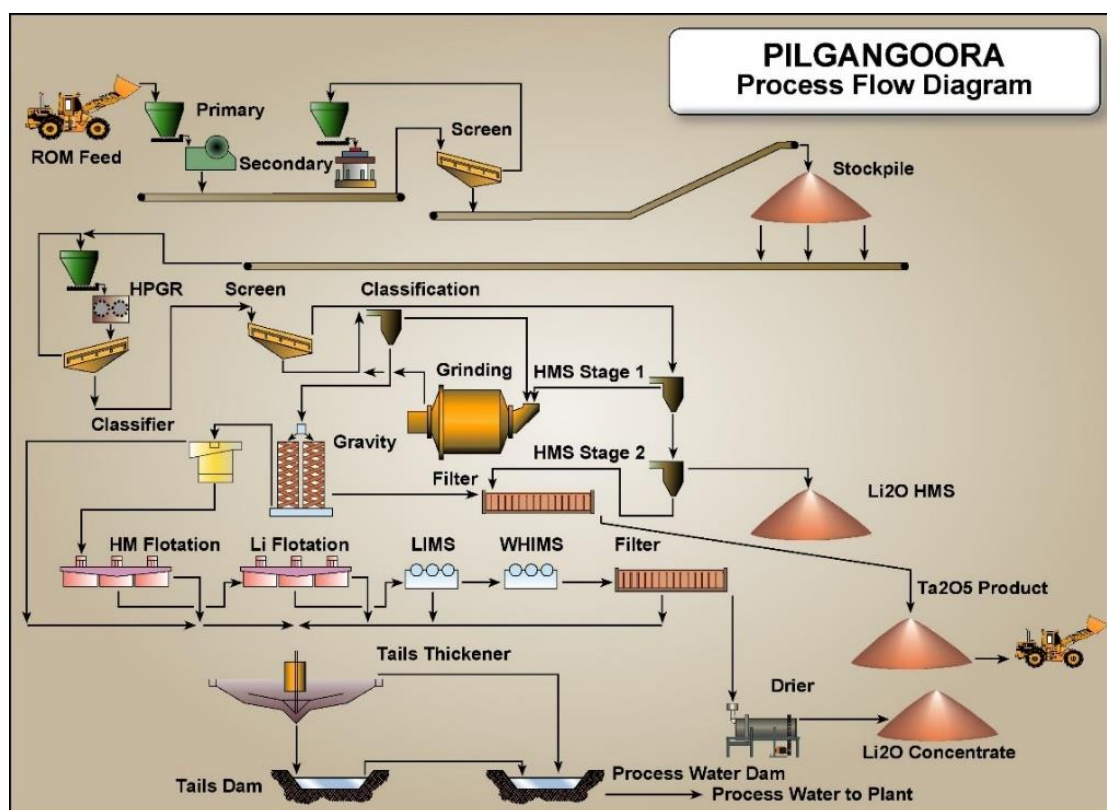 PILGANGOORA
Process Flow Diagram
ROM Feed
Primary
Secondary
Screen
Stockpile
HPGR
Screen
Classification
Grinding
HMS Stage 1
Classifier
Gravity
HMS Stage 2
Filter
Li2O HMS
HM Flotation
Li Flotation
LIMS
WHIMS
Filter
Ta2O5 Product
Tails Thickener
Drier
Li2O Concentrate
Tails Dam
Process Water Dam
Process Water to Plant